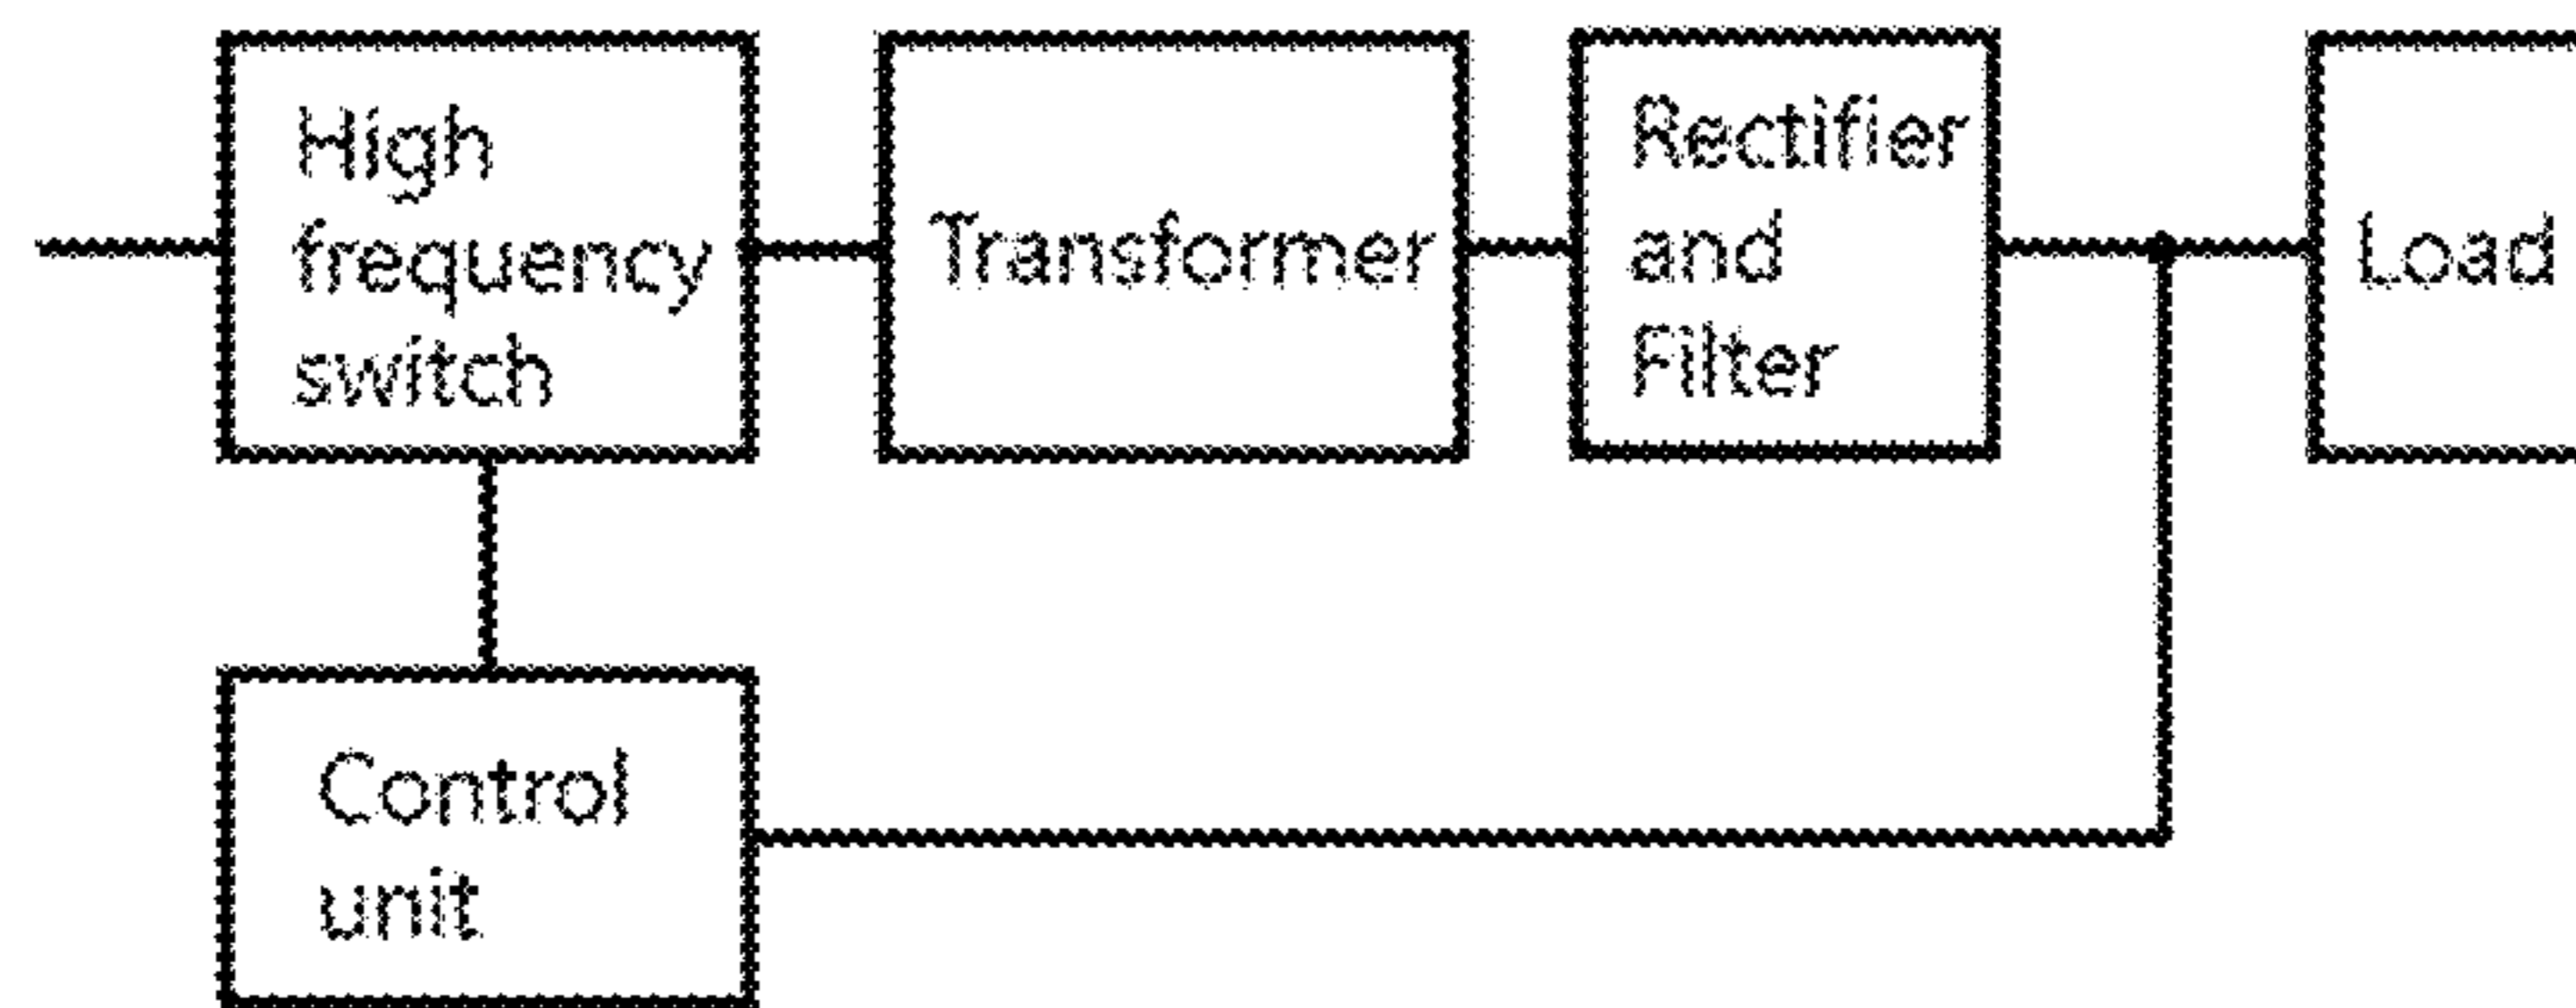 High
frequency
switch
Transformer
Rectifier
and
Filter
Load
Control
unit